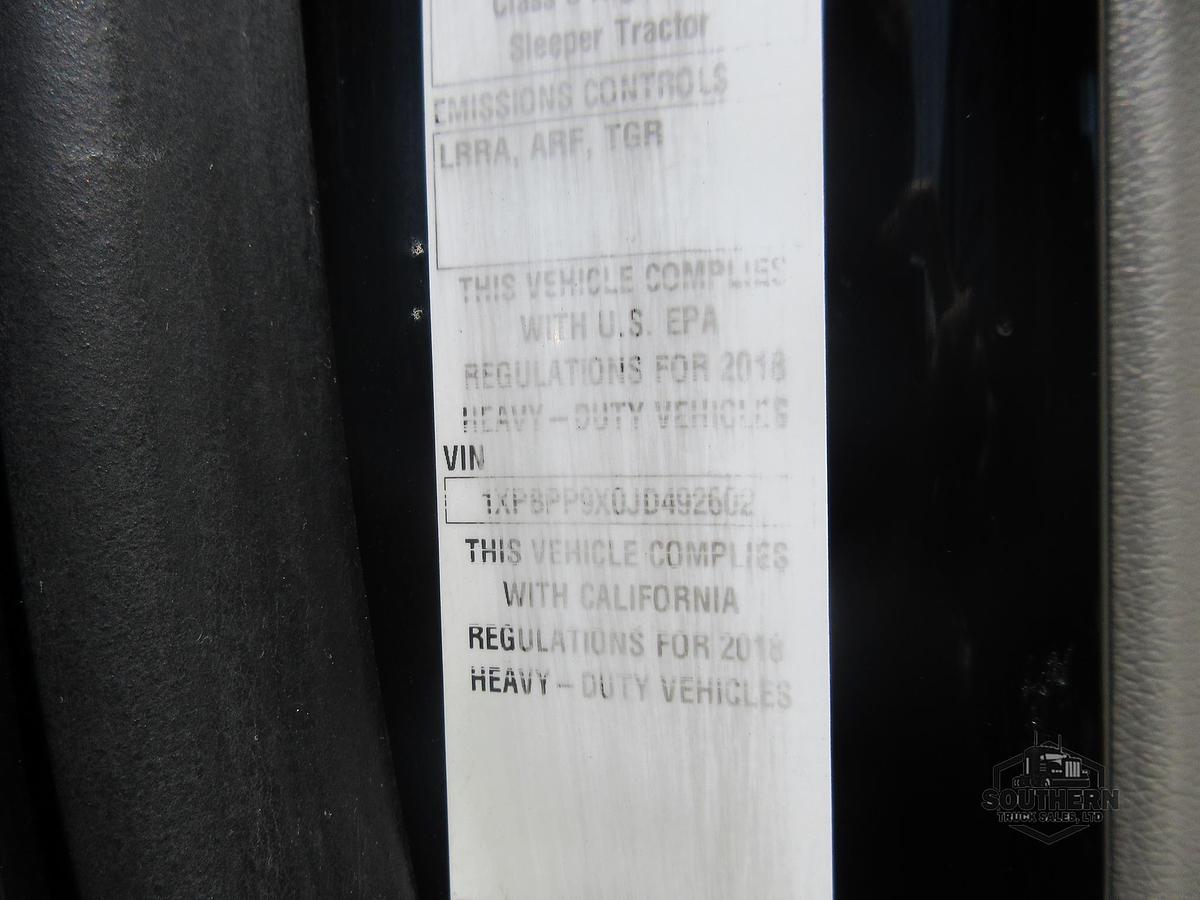 Sleeper Tractor
EMISSIONS CONTROLS
LRRA, ARF, TGR
THIS VEHICLE COMPLIES
WITH U.S. EPA
REGULATIONS FOR 2018
HEAVY – DUTY VEHICLES
VIN
1XPBPP9X0JD492602
THIS VEHICLE COMPLIES
WITH CALIFORNIA
REGULATIONS FOR 2018
HEAVY – DUTY VEHICLES
SOUTHERN
TRUCK SALES, LTD